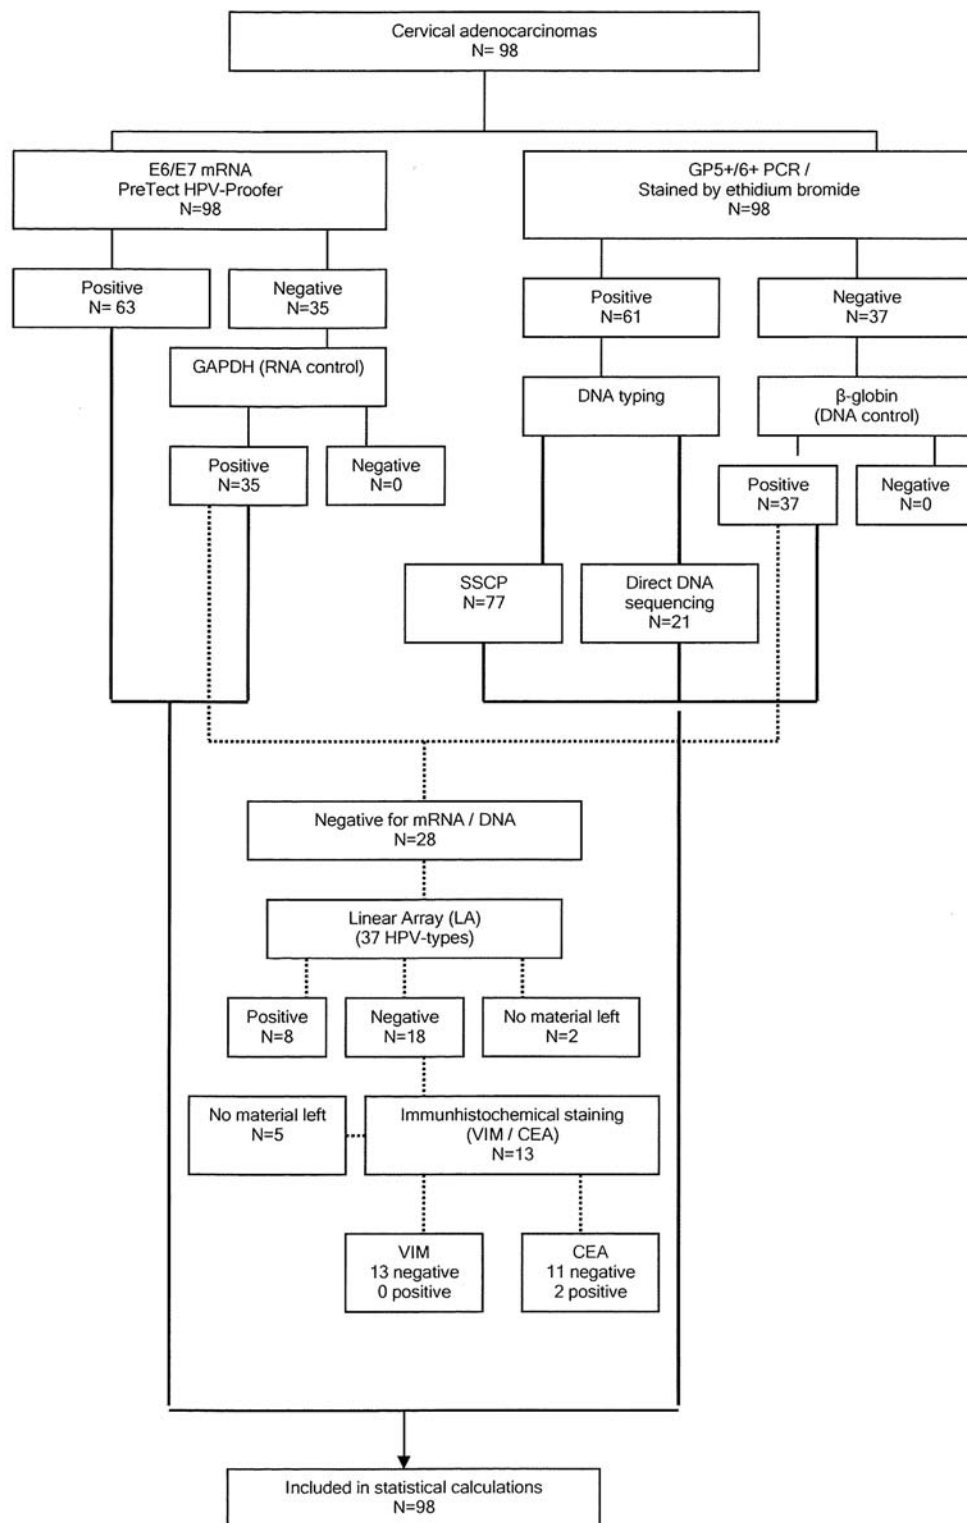 Cervical adenocarcinomas
N= 98
E6/E7 mRNA
PreTect HPV-Proofer
N=98
GP5+/6+ PCR /
Stained by ethidium bromide
N=98
Positive
N= 63
Negative
N=35
Positive
N=61
Negative
N=37
GAPDH (RNA control)
DNA typing
β-globin
(DNA control)
Positive
N=35
Negative
N=0
Positive
N=37
Negative
N=0
SSCP
N=77
Direct DNA
sequencing
N=21
Negative for mRNA / DNA
N=28
Linear Array (LA)
(37 HPV-types)
Positive
N=8
Negative
N=18
No material left
N=2
No material left
N=5
Immunhistochemical staining
(VIM / CEA)
N=13
VIM
13 negative
0 positive
CEA
11 negative
2 positive
Included in statistical calculations
N=98